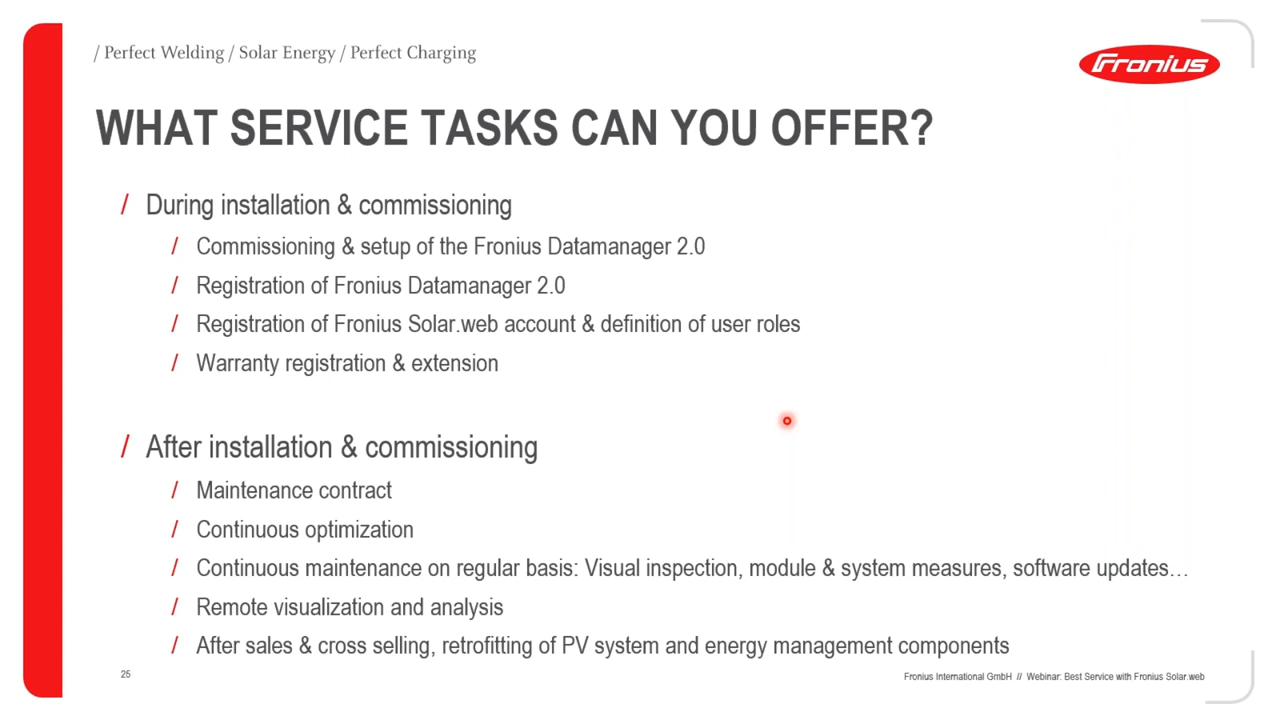 / Perfect Welding / Solar Energy / Perfect Charging
Fronius
WHAT SERVICE TASKS CAN YOU OFFER?
/ During installation & commissioning
/ Commissioning & setup of the Fronius Datamanager 2.0
/ Registration of Fronius Datamanager 2.0
/ Registration of Fronius Solar.web account & definition of user roles
/ Warranty registration & extension
/ After installation & commissioning
/ Maintenance contract
/ Continuous optimization
/ Continuous maintenance on regular basis: Visual inspection, module & system measures, software updates…
/ Remote visualization and analysis
/ After sales & cross selling, retrofitting of PV system and energy management components
25
Fronius International GmbH // Webinar: Best Service with Fronius Solar.web